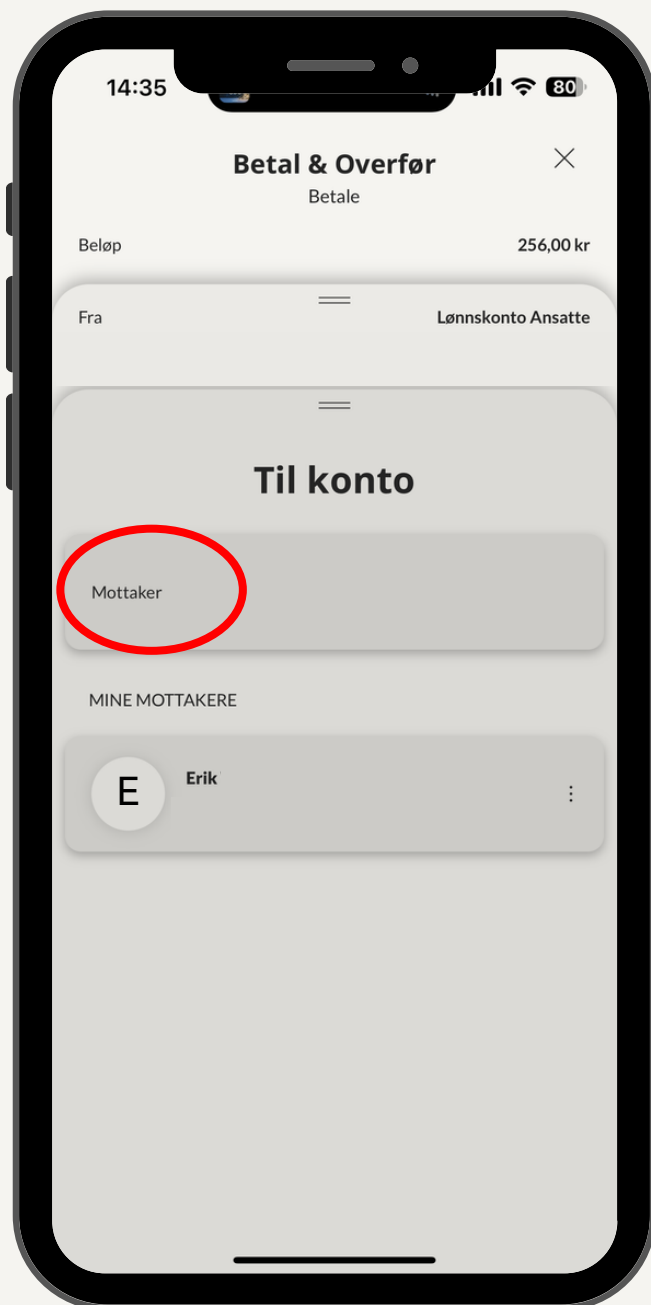 14:35
80
Betal & Overfør
Betale
Beløp 256,00 kr
Fra Lønnskonto Ansatte
Til konto
Mottaker
MINE MOTTAKERE
E Erik